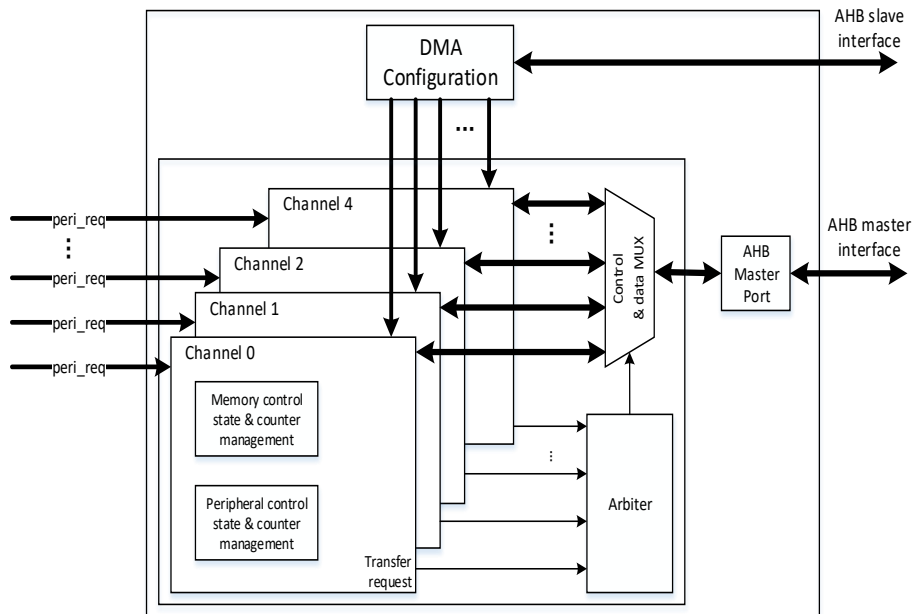 AHB slave
interface
DMA
Configuration
...
Channel 4
peri_req
...
...
AHB master
interface
Channel 2
peri_req
Control
& data MUX
AHB
Master
Port
Channel 1
peri_req
Channel 0
peri_req
Memory control
state & counter
management
...
Arbiter
Peripheral control
state & counter
management
Transfer
request